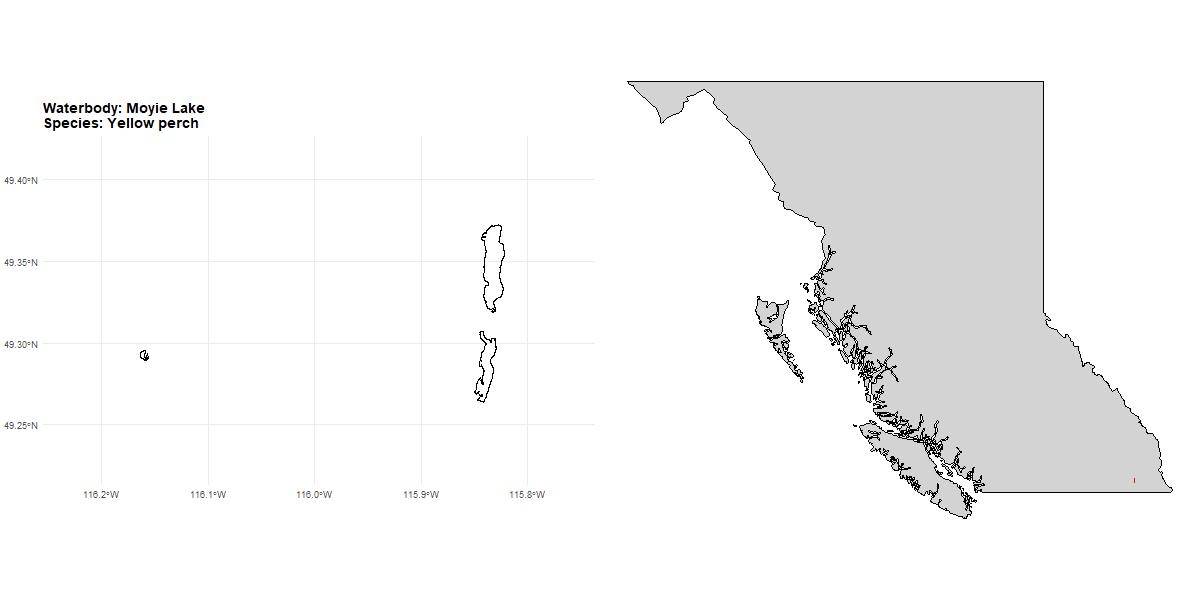 Waterbody: Moyie Lake
Species: Yellow perch
49.40°N
49.35°N
49.30°N
49.25°N
116.2°W 116.1°W 116.0°W 115.9°W 115.8°W